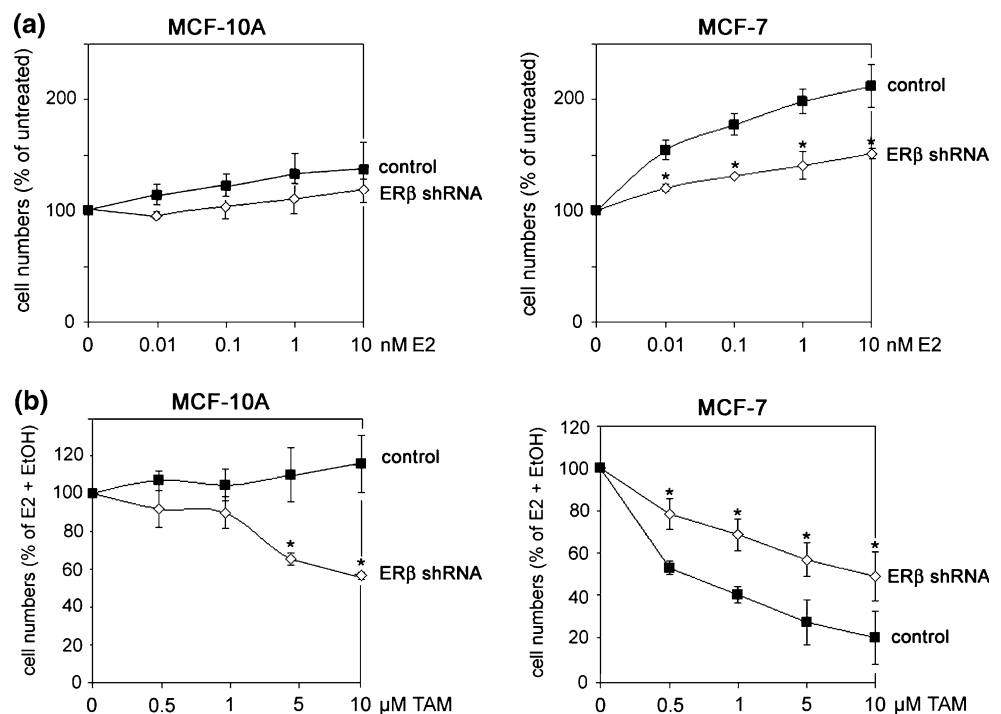 (a)
MCF-10A
cell numbers (% of untreated)
200
100
0
control
ERβ shRNA
0 0.01 0.1 1 10 nM E2
MCF-7
cell numbers (% of untreated)
200
100
0
control
ERβ shRNA
* * * *
0 0.01 0.1 1 10 nM E2
(b)
MCF-10A
cell numbers (% of E2 + EtOH)
120
100
80
60
40
20
0
control
ERβ shRNA
* *
0 0.5 1 5 10 µM TAM
MCF-7
cell numbers (% of E2 + EtOH)
120
100
80
60
40
20
0
* * * *
ERβ shRNA
control
0 0.5 1 5 10 µM TAM